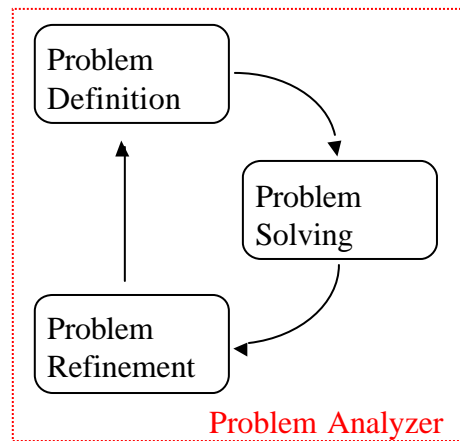 Problem
Definition
Problem
Solving
Problem
Refinement
Problem Analyzer